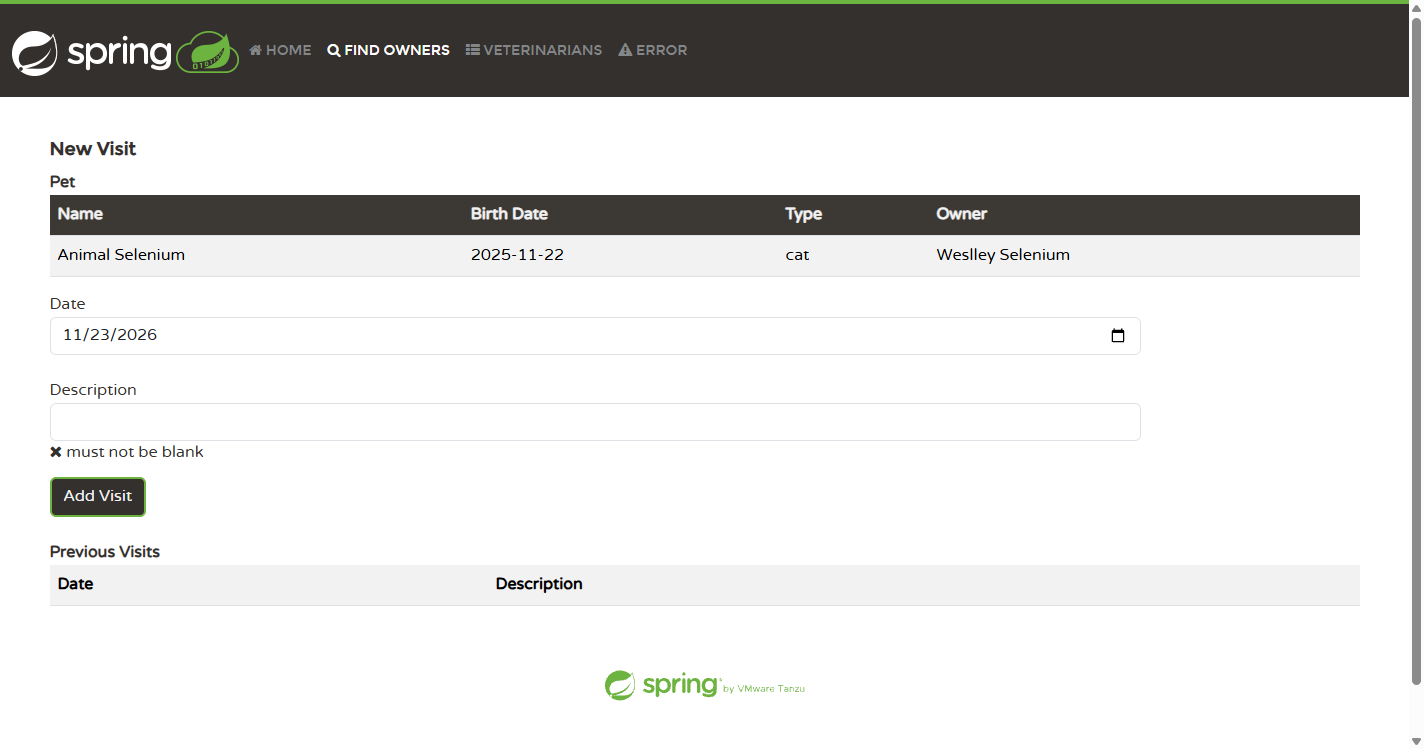 spring HOME FIND OWNERS VETERINARIANS ERROR
New Visit
Pet
Name Birth Date Type Owner
Animal Selenium 2025-11-22 cat Weslley Selenium
Date
11/23/2026
Description
must not be blank
Add Visit
Previous Visits
Date Description
spring by VMware Tanzu